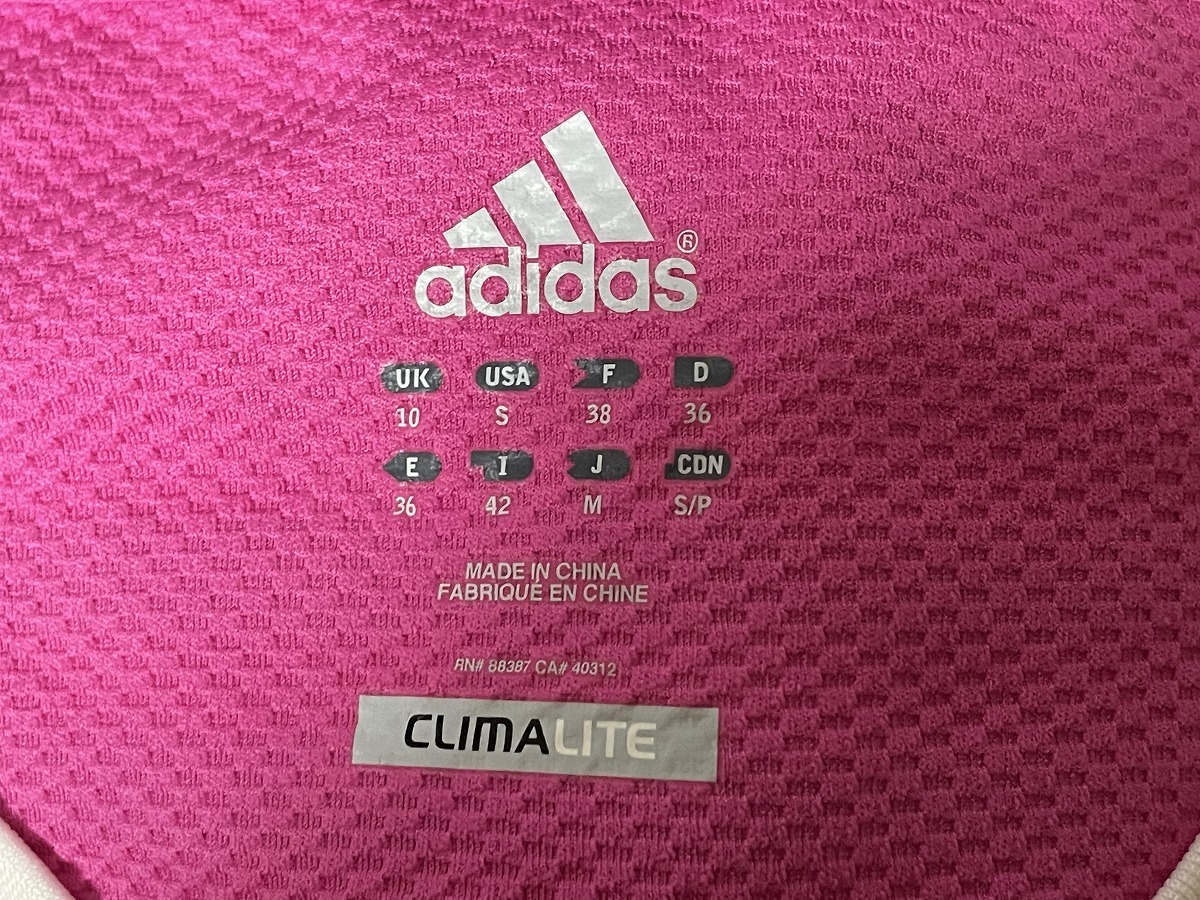 adidas®
UK USA F D
10 S 38 36
E I J CDN
36 42 M S/P
MADE IN CHINA
FABRIQUE EN CHINE
RN# 88387 CA# 40312
CLIMALITE